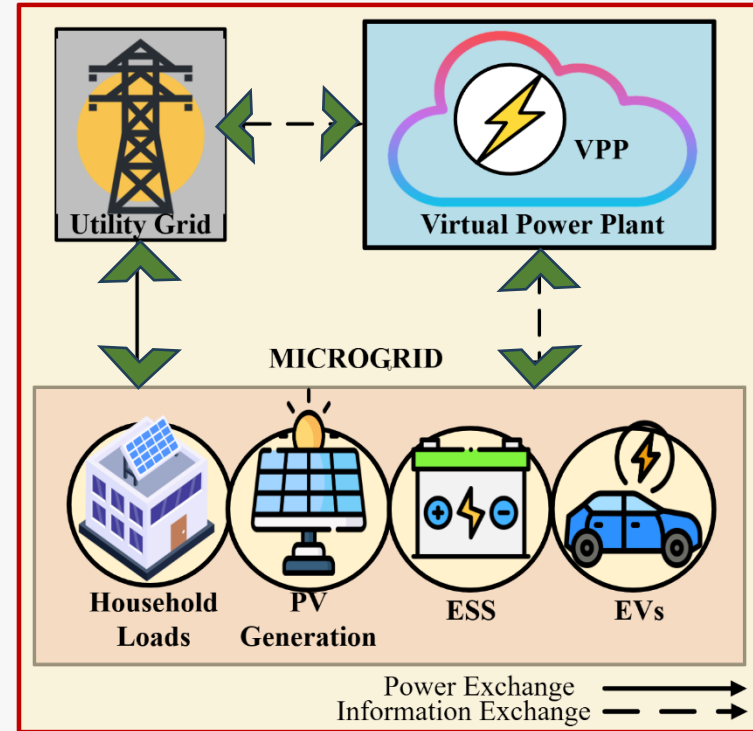 VPP
Utility Grid
Virtual Power Plant
MICROGRID
Household
Loads
PV
Generation
ESS
EVs
Power Exchange
Information Exchange